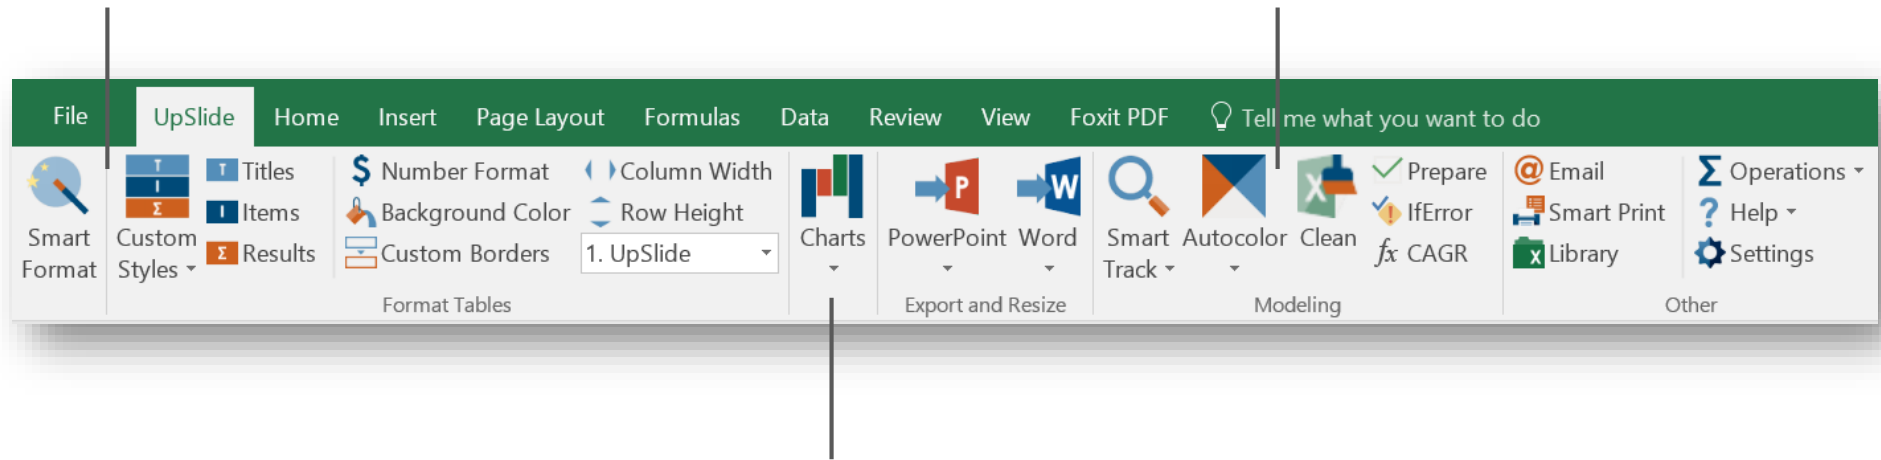 File UpSlide Home Insert Page Layout Formulas Data Review View Foxit PDF Tell me what you want to do
Smart
Format
T
I
Σ
Custom
Styles
T Titles
I Items
Σ Results
$ Number Format
Background Color
Custom Borders
Column Width
Row Height
1. UpSlide
Format Tables
Charts
P
PowerPoint
W
Word
Export and Resize
Smart
Track
Autocolor
X
Clean
Prepare
IfError
fx CAGR
Modeling
@ Email
Smart Print
X Library
Σ Operations
? Help
Settings
Other